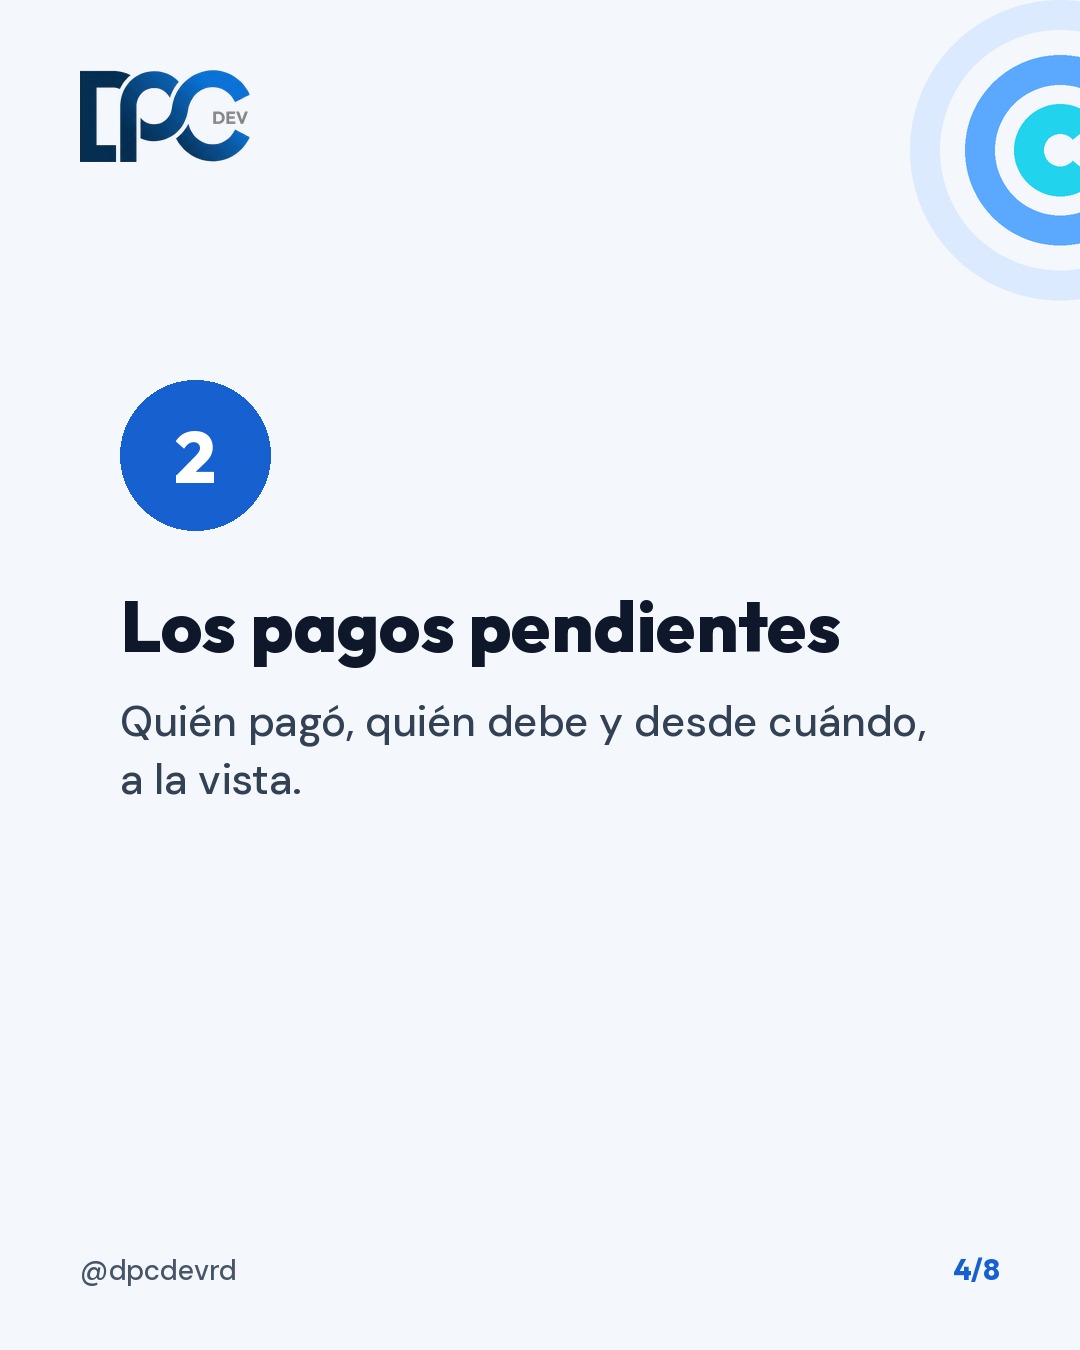 DPC
DEV
2
Los pagos pendientes
Quién pagó, quién debe y desde cuándo,
a la vista.
@dpcdevrd
4/8